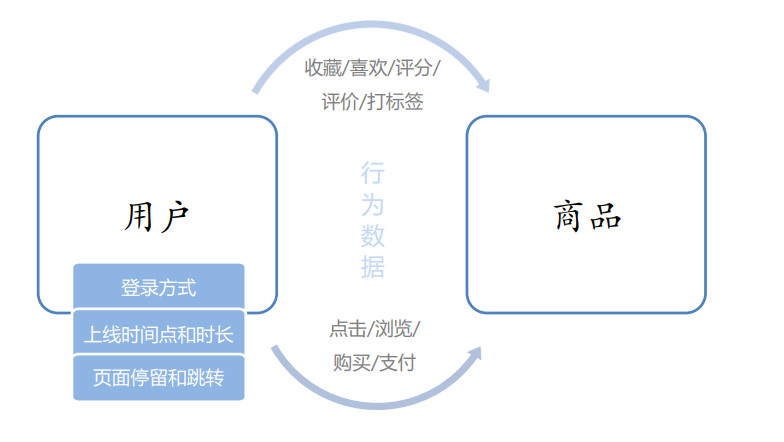 收藏/喜欢/评分/
评价/打标签
行
为
数
据
用户
商品
登录方式
上线时间点和时长
页面停留和跳转
点击/浏览/
购买/支付